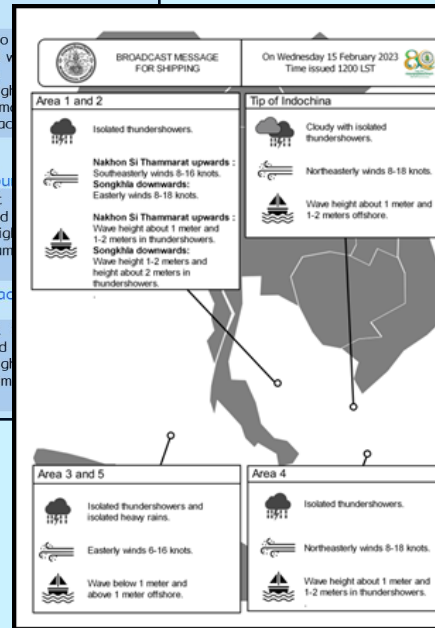 BROADCAST MESSAGE
FOR SHIPPING
On Wednesday 15 February 2023
Time issued 1200 LST
80
Area 1 and 2
Isolated thundershowers.
Nakhon Si Thammarat upwards :
Southeasterly winds 8-16 knots.
Songkhla downwards:
Easterly winds 8-18 knots.
Nakhon Si Thammarat upwards :
Wave height about 1 meter and
1-2 meters in thundershowers.
Songkhla downwards:
Wave height 1-2 meters and
height about 2 meters in
thundershowers.
.
Tip of Indochina
Cloudy with isolated
thundershowers.
Northeasterly winds 8-18 knots.
Wave height about 1 meter and
1-2 meters offshore.
Area 3 and 5
Isolated thundershowers and
isolated heavy rains.
Easterly winds 6-16 knots.
Wave below 1 meter and
above 1 meter offshore.
Area 4
Isolated thundershowers.
Northeasterly winds 8-18 knots.
Wave height about 1 meter and
1-2 meters in thundershowers.
.